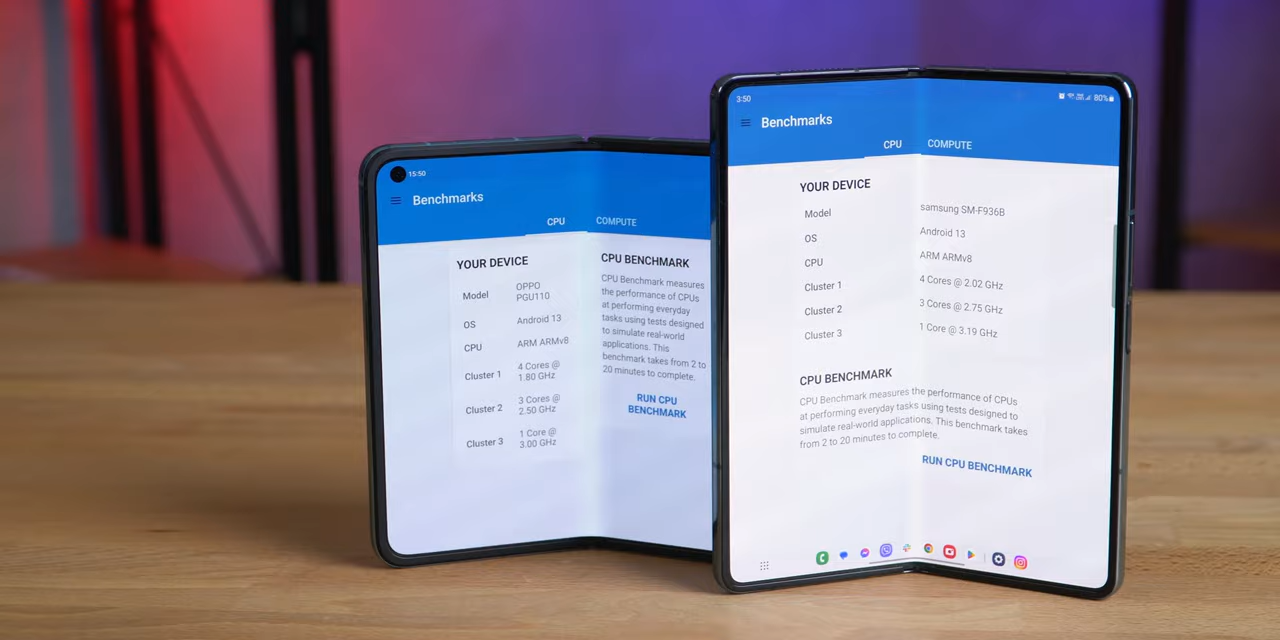 15:50
Benchmarks
CPU COMPUTE
YOUR DEVICE
Model OPPO
PGU110
OS Android 13
CPU ARM ARMv8
Cluster 1 4 Cores @
1.80 GHz
Cluster 2 3 Cores @
2.50 GHz
Cluster 3 1 Core @
3.00 GHz
CPU BENCHMARK
CPU Benchmark measures
the performance of CPUs
at performing everyday
tasks using tests designed
to simulate real-world
applications. This
benchmark takes from 2 to
20 minutes to complete.
RUN CPU
BENCHMARK
3:50 80%
Benchmarks
CPU COMPUTE
YOUR DEVICE
Model samsung SM-F936B
OS Android 13
CPU ARM ARMv8
Cluster 1 4 Cores @ 2.02 GHz
Cluster 2 3 Cores @ 2.75 GHz
Cluster 3 1 Core @ 3.19 GHz
CPU BENCHMARK
CPU Benchmark measures the performance of CPUs
at performing everyday tasks using tests designed to
simulate real-world applications. This benchmark takes
from 2 to 20 minutes to complete.
RUN CPU BENCHMARK